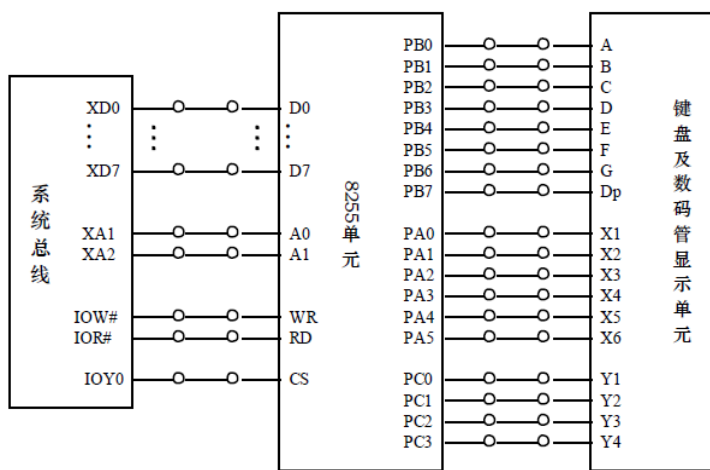 系统总线
XD0
XD7
XA1
XA2
IOW#
IOR#
IOY0
8255单元
D0
D7
A0
A1
WR
RD
CS
PB0
PB1
PB2
PB3
PB4
PB5
PB6
PB7
PA0
PA1
PA2
PA3
PA4
PA5
PC0
PC1
PC2
PC3
A
B
C
D
E
F
G
Dp
X1
X2
X3
X4
X5
X6
Y1
Y2
Y3
Y4
键盘及数码管显示单元